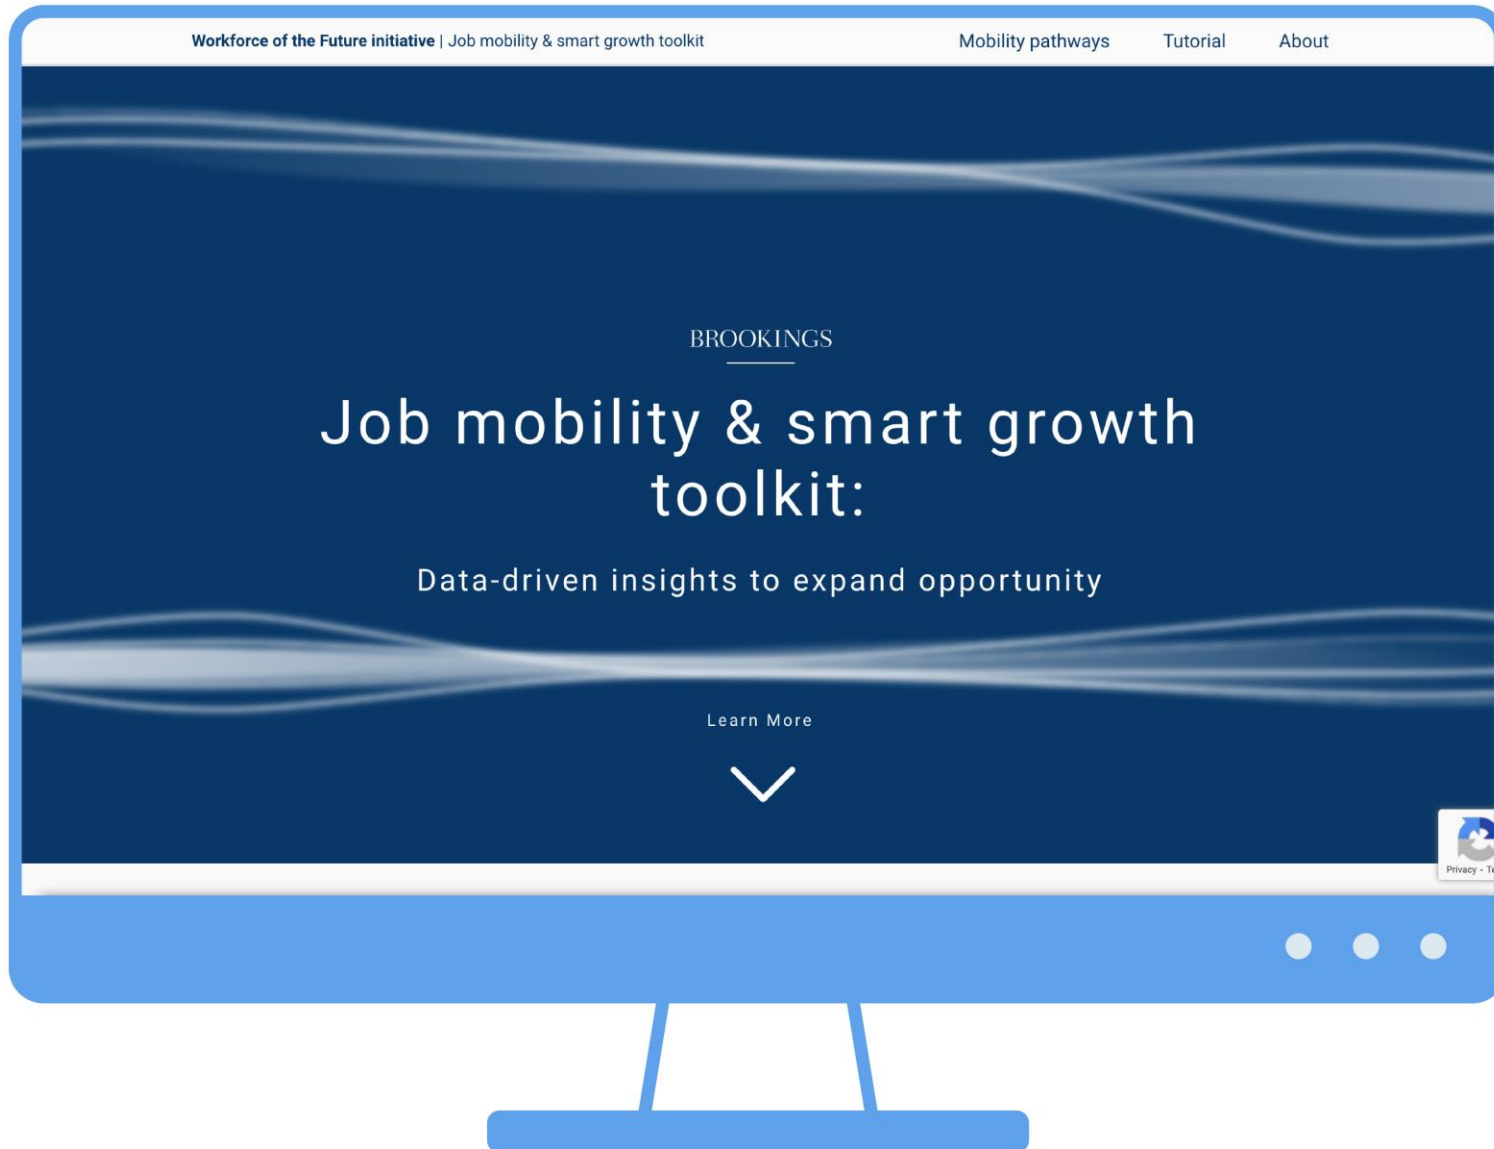 Workforce of the Future initiative | Job mobility & smart growth toolkit
Mobility pathways Tutorial About
BROOKINGS
Job mobility & smart growth
toolkit:
Data-driven insights to expand opportunity
Learn More
Privacy -